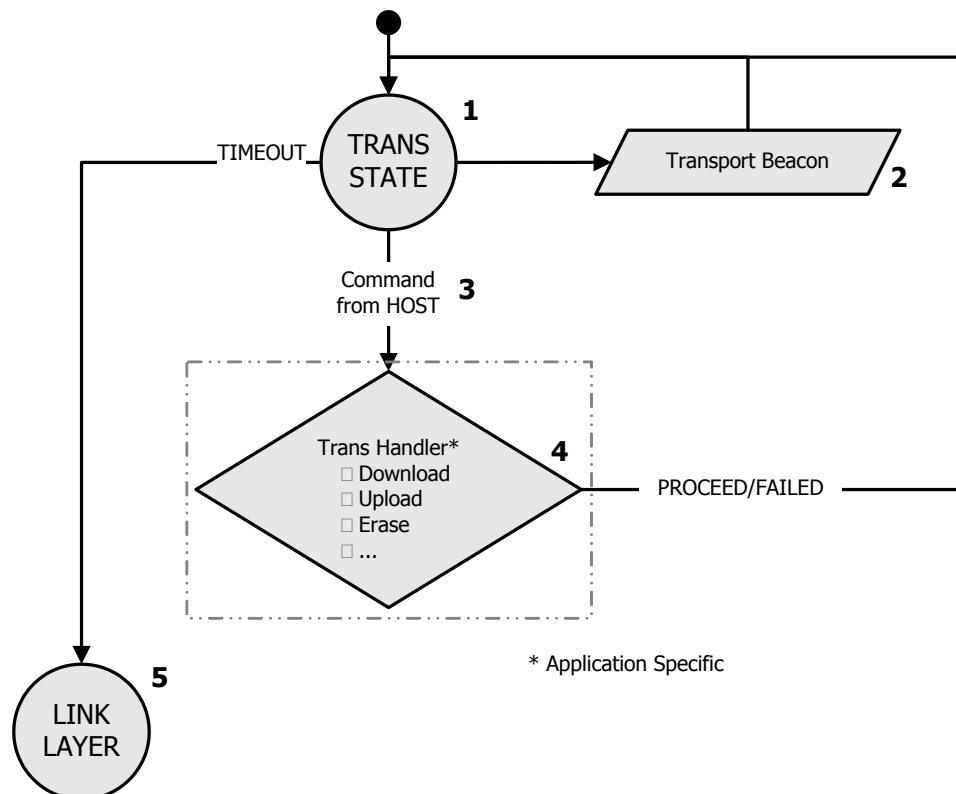 1
TRANS
STATE
TIMEOUT
Transport Beacon
2
Command
from HOST
3
Trans Handler*
□ Download
□ Upload
□ Erase
□ ...
4
PROCEED/FAILED
* Application Specific
5
LINK
LAYER